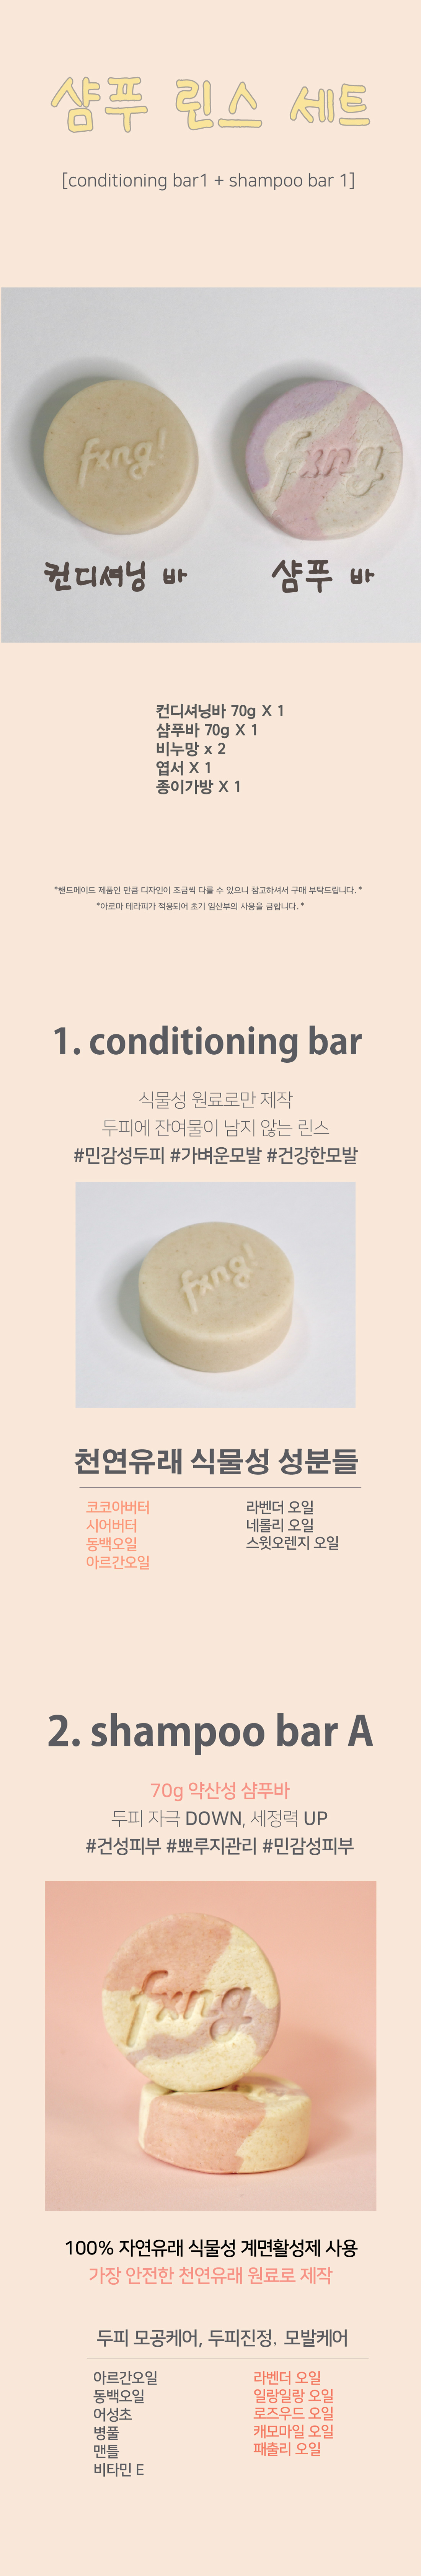 샴푸 린스 세트
[conditioning bar1 + shampoo bar 1]
fxng!
fxng
컨디셔닝 바
샴푸 바
컨디셔닝바 70g X 1
샴푸바 70g X 1
비누망 x 2
엽서 X 1
종이가방 X 1
*핸드메이드 제품인 만큼 디자인이 조금씩 다를 수 있으니 참고하셔서 구매 부탁드립니다. *
*아로마 테라피가 적용되어 초기 임산부의 사용을 금합니다. *
1. conditioning bar
식물성 원료로만 제작
두피에 잔여물이 남지 않는 린스
#민감성두피 #가벼운모발 #건강한모발
fxng!
천연유래 식물성 성분들
코코아버터
시어버터
동백오일
아르간오일
라벤더 오일
네롤리 오일
스윗오렌지 오일
2. shampoo bar A
70g 약산성 샴푸바
두피 자극 DOWN, 세정력 UP
#건성피부 #뾰루지관리 #민감성피부
fxng
100% 자연유래 식물성 계면활성제 사용
가장 안전한 천연유래 원료로 제작
두피 모공케어, 두피진정, 모발케어
아르간오일
동백오일
어성초
병풀
맨틀
비타민 E
라벤더 오일
일랑일랑 오일
로즈우드 오일
캐모마일 오일
패출리 오일